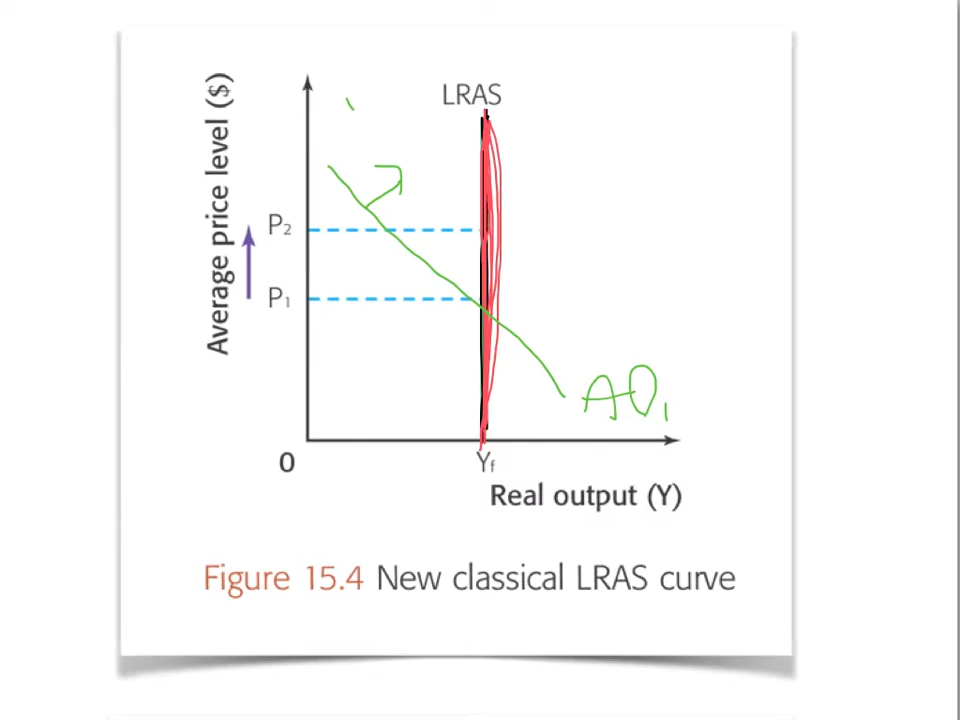 Average price level ($)
LRAS
P₂
P₁
AD₁
0
Yf
Real output (Y)
Figure 15.4 New classical LRAS curve